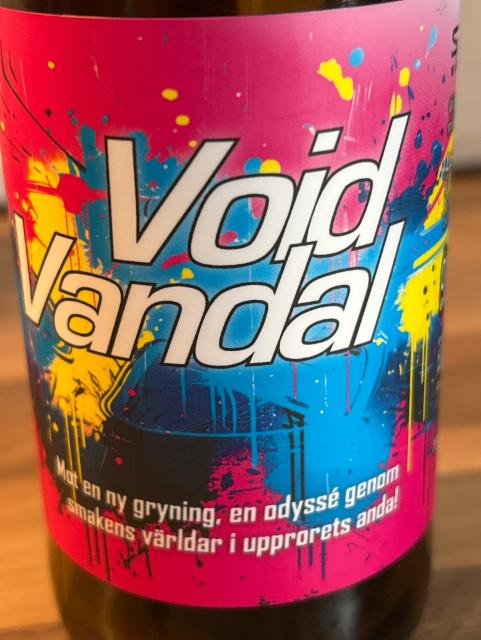 Void
Vandal
Mot en ny gryning, en odyssé genom
smakens världar i upprorets anda!